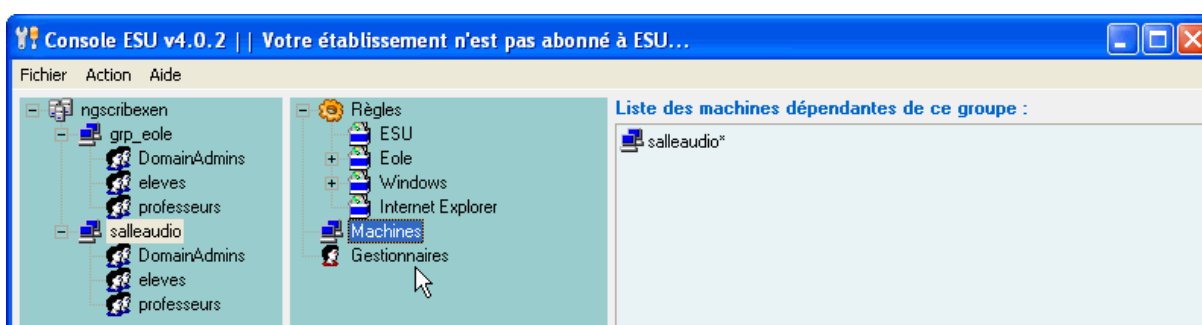 Console ESU v4.0.2 || Votre établissement n'est pas abonné à ESU...
Fichier Action Aide
ngscribexen
grp_eole
DomainAdmins
eleves
professeurs
salleaudio
DomainAdmins
eleves
professeurs
Règles
ESU
Eole
Windows
Internet Explorer
Machines
Gestionnaires
Liste des machines dépendantes de ce groupe :
salleaudio*